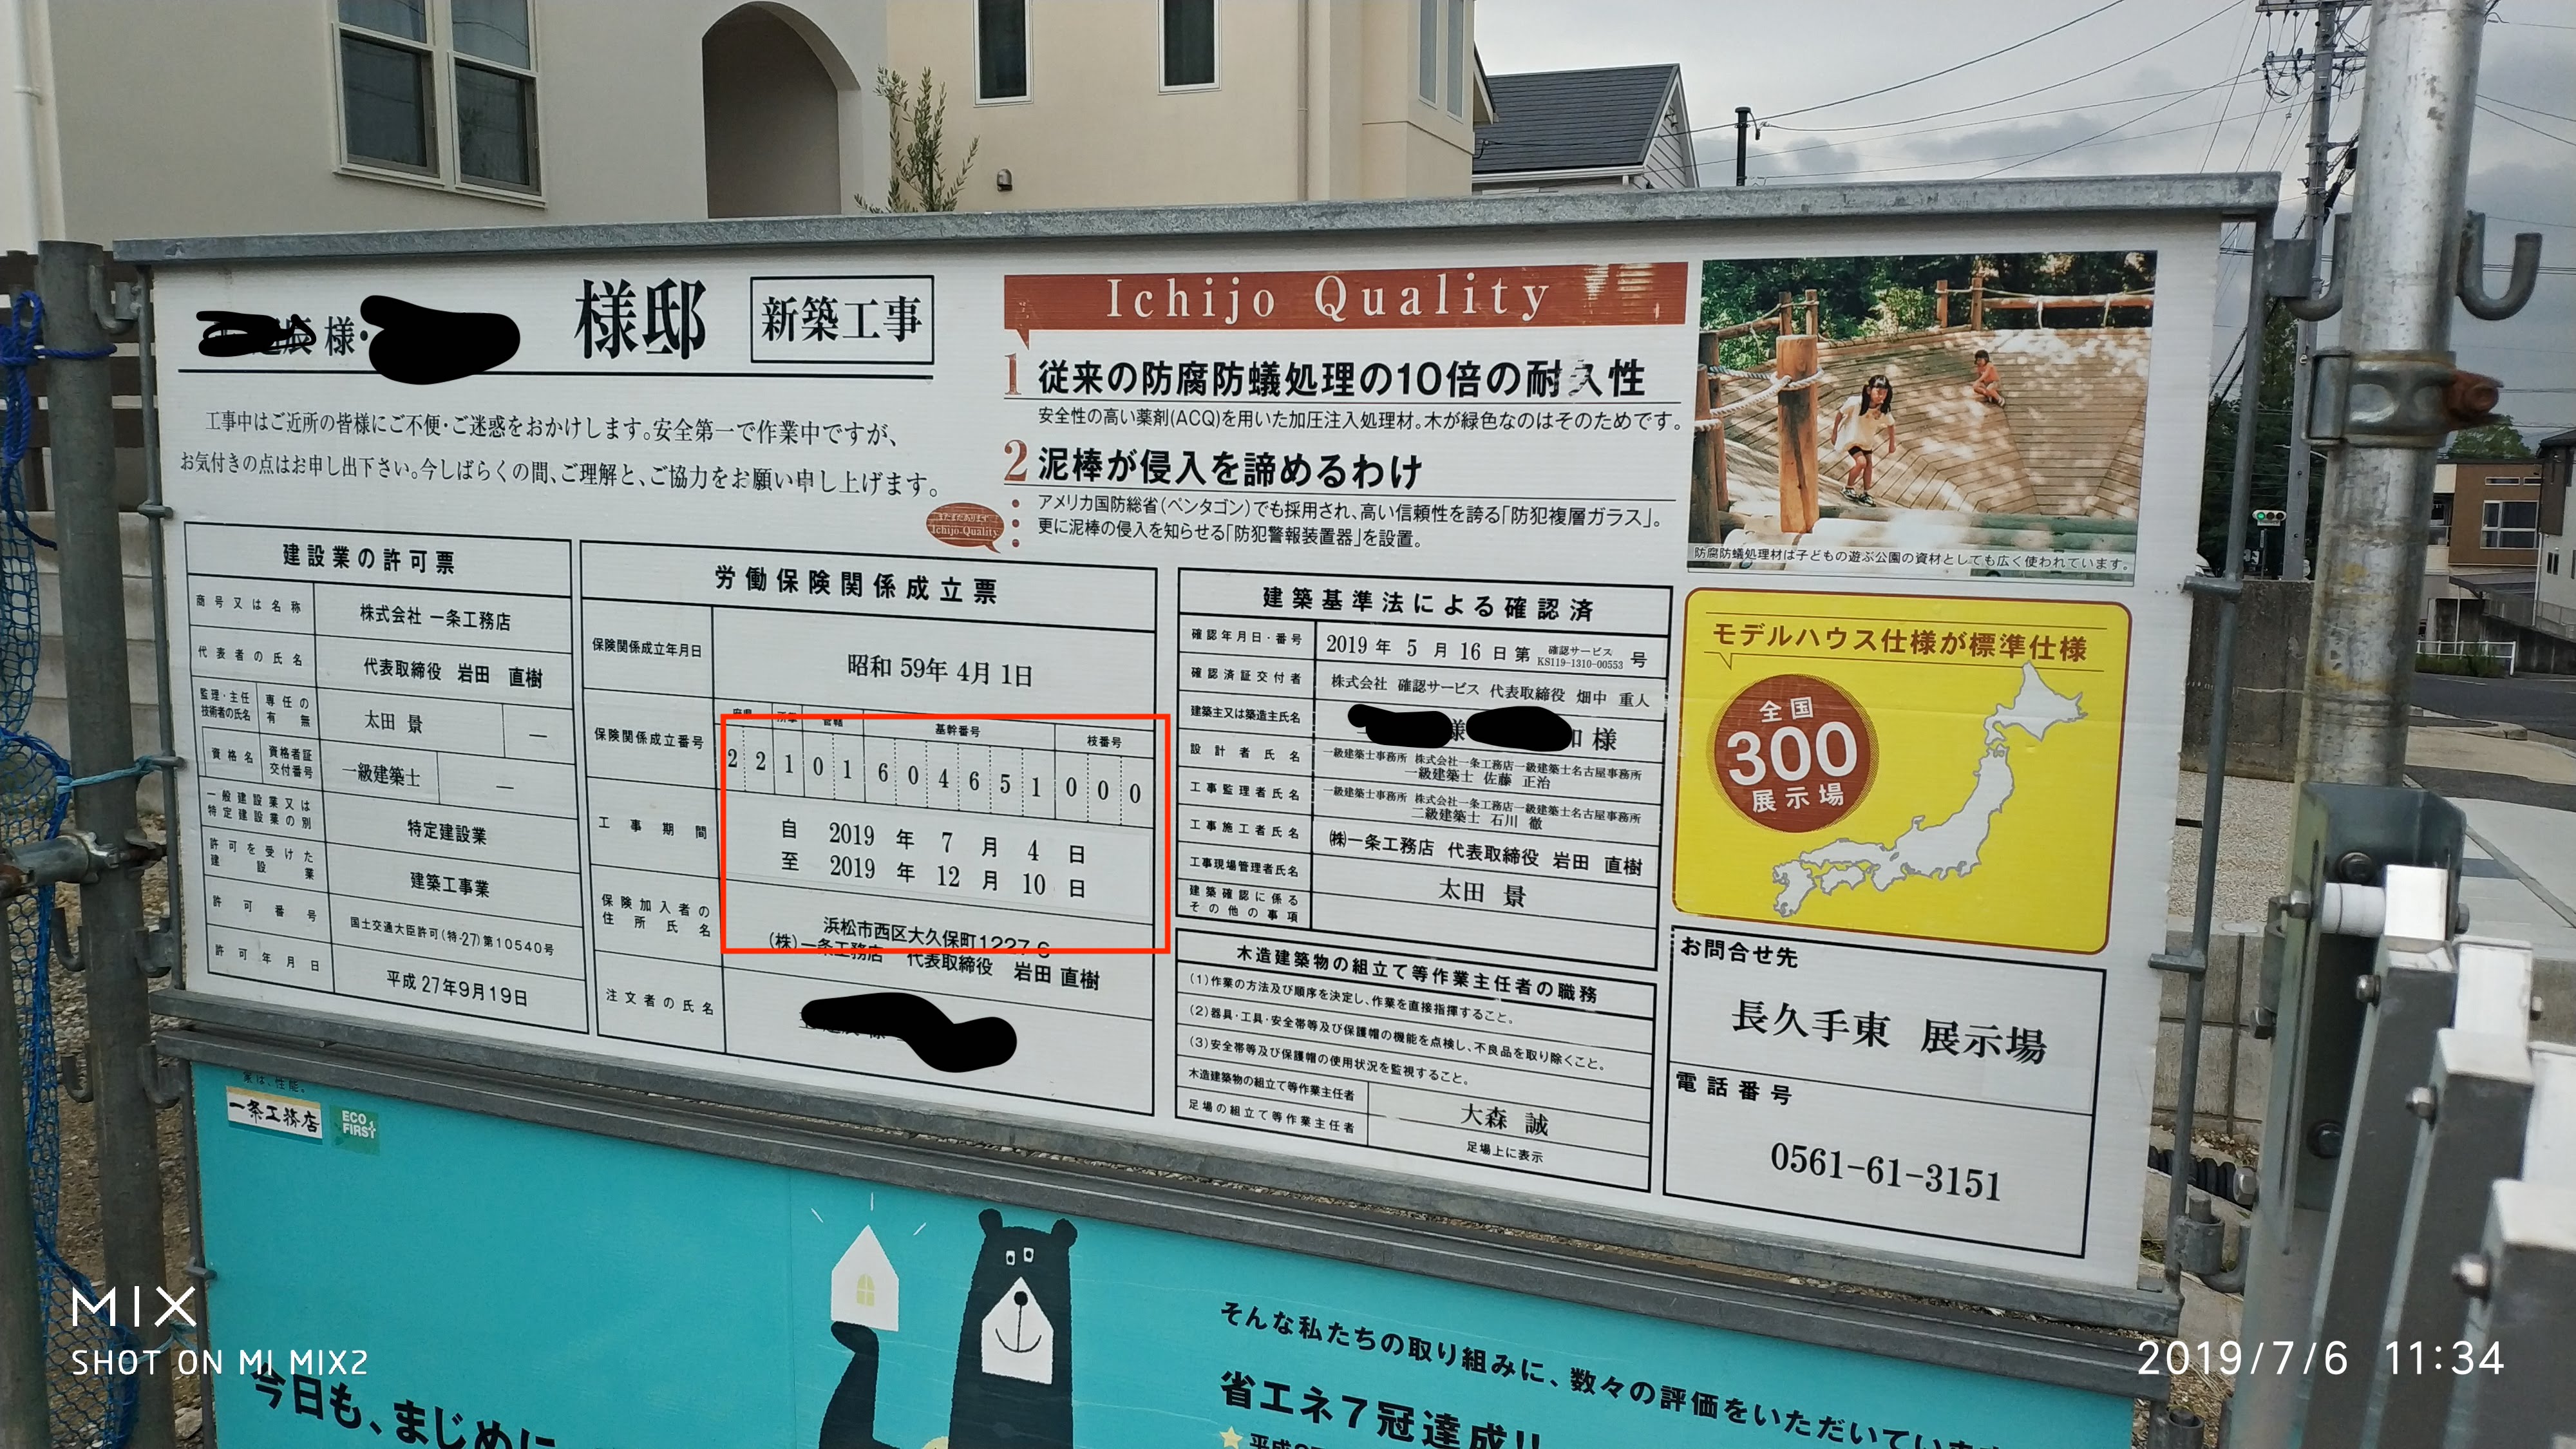 様・
様邸
新築工事
工事中はご近所の皆様にご不便・ご迷惑をおかけします。安全第一で作業中ですが、
お気付きの点はお申し出下さい。今しばらくの間、ご理解と、ご協力をお願い申し上げます。
Ichijo Quality
1 従来の防腐防蟻処理の10倍の耐久性
安全性の高い薬剤(ACQ)を用いた加圧注入処理材。木が緑色なのはそのためです。
2 泥棒が侵入を諦めるわけ
アメリカ国防総省(ペンタゴン)でも採用され、高い信頼性を誇る「防犯複層ガラス」。
更に泥棒の侵入を知らせる「防犯警報装置器」を設置。
Ichijo Quality
防腐防蟻処理材は子どもの遊ぶ公園の資材としても広く使われています。
建設業の許可票
商号又は名称 株式会社 一条工務店
代表者の氏名 代表取締役 岩田 直樹
監理・主任技術者の氏名 専任の有無 太田 景 —
資格名 資格者証交付番号 一級建築士 —
一般建設業又は特定建設業の別 特定建設業
許可を受けた建設業 建築工事業
許可番号 国土交通大臣許可(特-27)第10540号
許可年月日 平成27年9月19日
労働保険関係成立票
保険関係成立年月日 昭和59年4月1日
保険関係成立番号
府県 所掌 管轄 基幹番号 枝番号
2 2 1 0 1 6 0 4 6 5 1 0 0 0
工事期間
自 2019 年 7 月 4 日
至 2019 年 12 月 10 日
保険加入者の住所氏名
浜松市西区大久保町1227-6
(株)一条工務店 代表取締役 岩田 直樹
注文者の氏名
建築基準法による確認済
確認年月日・番号 2019 年 5 月 16 日 第 確認サービス KS119-1310-00553 号
確認済証交付者 株式会社 確認サービス 代表取締役 畑中 重人
建築主又は築造主氏名 様 様
設計者氏名 一級建築士事務所 株式会社一条工務店一級建築士名古屋事務所
一級建築士 佐藤 正治
工事監理者氏名 一級建築士事務所 株式会社一条工務店一級建築士名古屋事務所
二級建築士 石川 徹
工事施工者氏名 ㈱一条工務店 代表取締役 岩田 直樹
工事現場管理者氏名 太田 景
建築確認に係るその他の事項
木造建築物の組立て等作業主任者の職務
(1)作業の方法及び順序を決定し、作業を直接指揮すること。
(2)器具・工具・安全帯等及び保護帽の機能を点検し、不良品を取り除くこと。
(3)安全帯等及び保護帽の使用状況を監視すること。
木造建築物の組立て等作業主任者 大森 誠
足場の組立て等作業主任者 足場上に表示
モデルハウス仕様が標準仕様
全国
300
展示場
お問合せ先
長久手東 展示場
電話番号
0561-61-3151
家は、性能。
一条工務店
ECO FIRST
今日も、まじめに
そんな私たちの取り組みに、数々の評価をいただいています
省エネ7冠達成!!
MIX
SHOT ON MI MIX2
2019/7/6 11:34